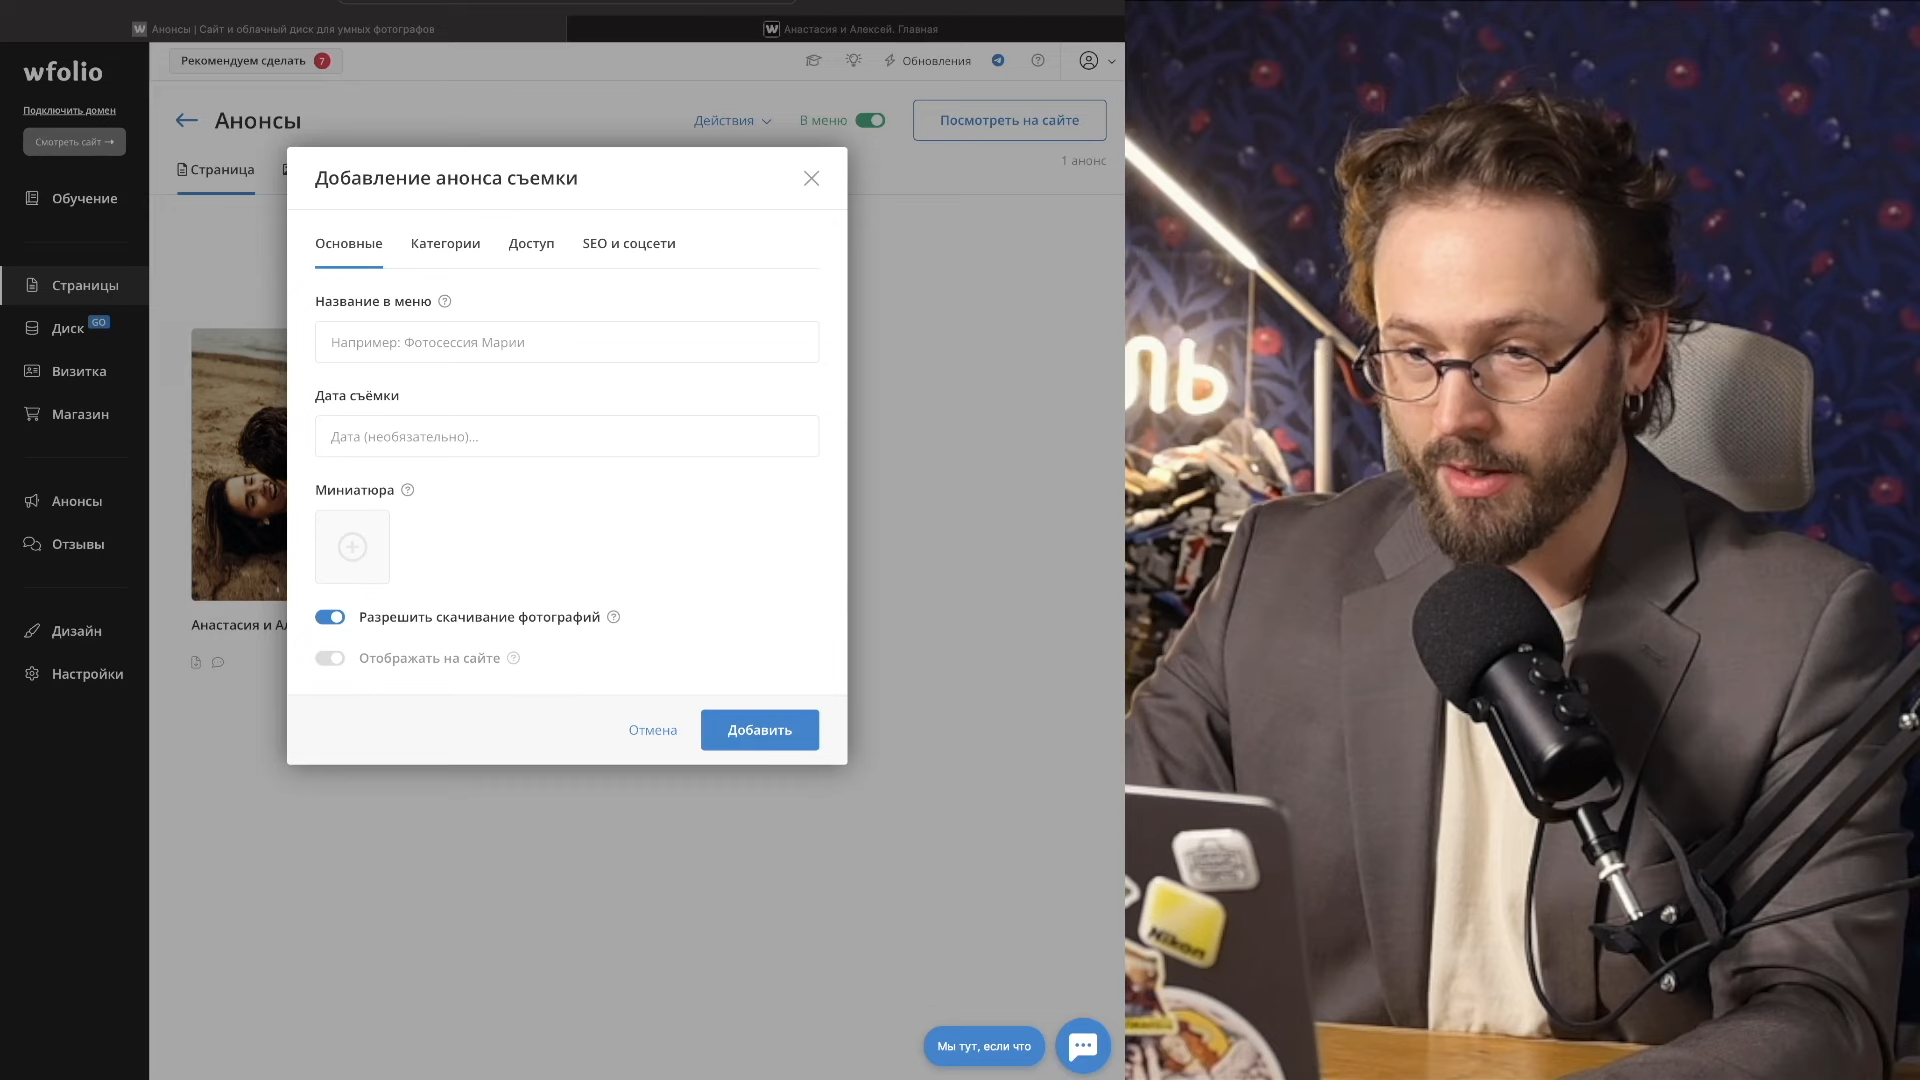 Анонсы | Сайт и облачный диск для умных фотографов
Анастасия и Алексей. Главная
wfolio
Подключить домен
Смотреть сайт →
Обучение
Страницы
Диск GO
Визитка
Магазин
Анонсы
Отзывы
Дизайн
Настройки
Рекомендуем сделать 7
Обновления
Анонсы
Действия
В меню
Посмотреть на сайте
Страница
1 анонс
Добавление анонса съемки
Основные
Категории
Доступ
SEO и соцсети
Название в меню
Например: Фотосессия Марии
Дата съёмки
Дата (необязательно)...
Миниатюра
Разрешить скачивание фотографий
Отображать на сайте
Отмена
Добавить
Анастасия и Ал
Мы тут, если что
ль
Nikon